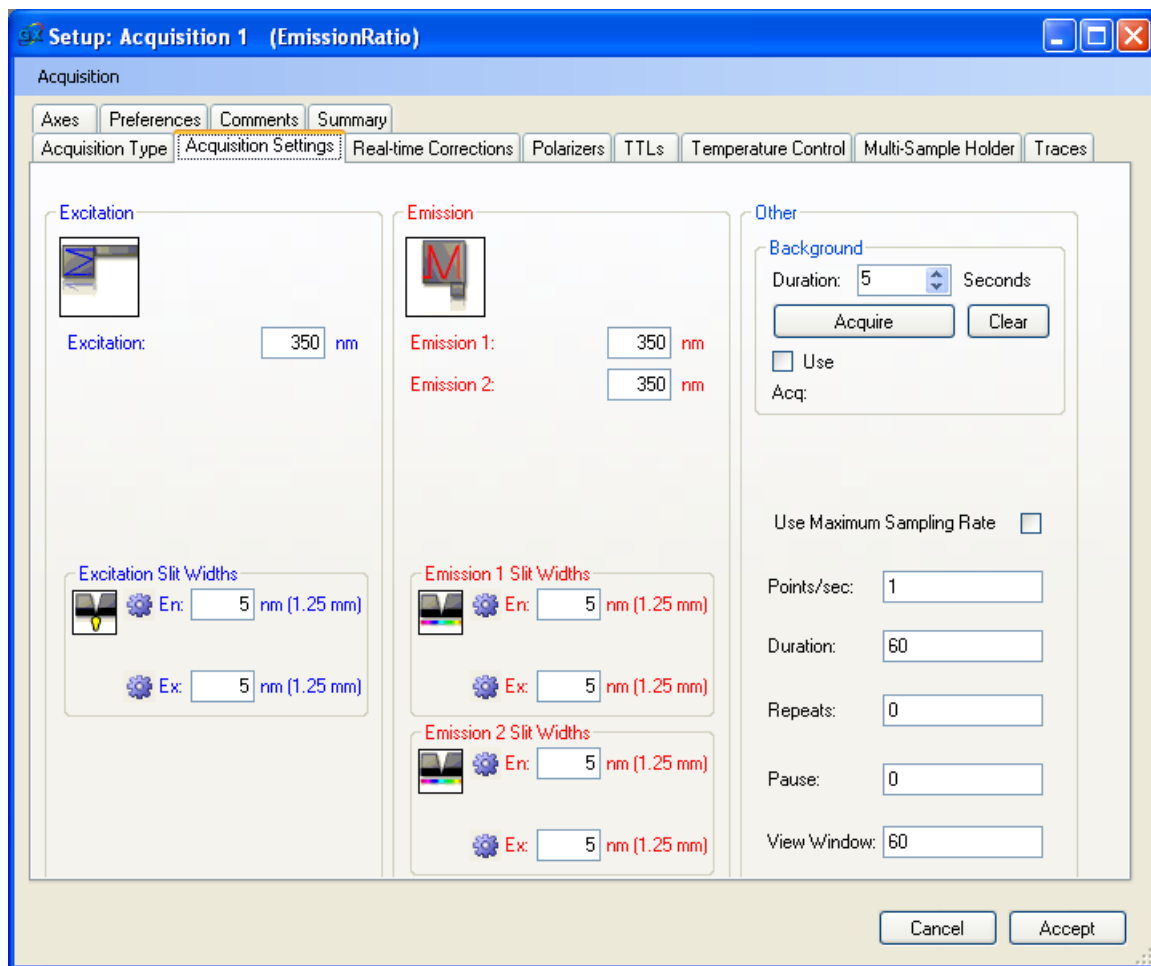 Setup: Acquisition 1 (EmissionRatio)
Acquisition
Axes Preferences Comments Summary
Acquisition Type Acquisition Settings Real-time Corrections Polarizers TTLs Temperature Control Multi-Sample Holder Traces
Excitation
Excitation: 350 nm
Excitation Slit Widths
En: 5 nm (1.25 mm)
Ex: 5 nm (1.25 mm)
Emission
Emission 1: 350 nm
Emission 2: 350 nm
Emission 1 Slit Widths
En: 5 nm (1.25 mm)
Ex: 5 nm (1.25 mm)
Emission 2 Slit Widths
En: 5 nm (1.25 mm)
Ex: 5 nm (1.25 mm)
Other
Background
Duration: 5 Seconds
Acquire Clear
Use
Acq:
Use Maximum Sampling Rate
Points/sec: 1
Duration: 60
Repeats: 0
Pause: 0
View Window: 60
Cancel Accept